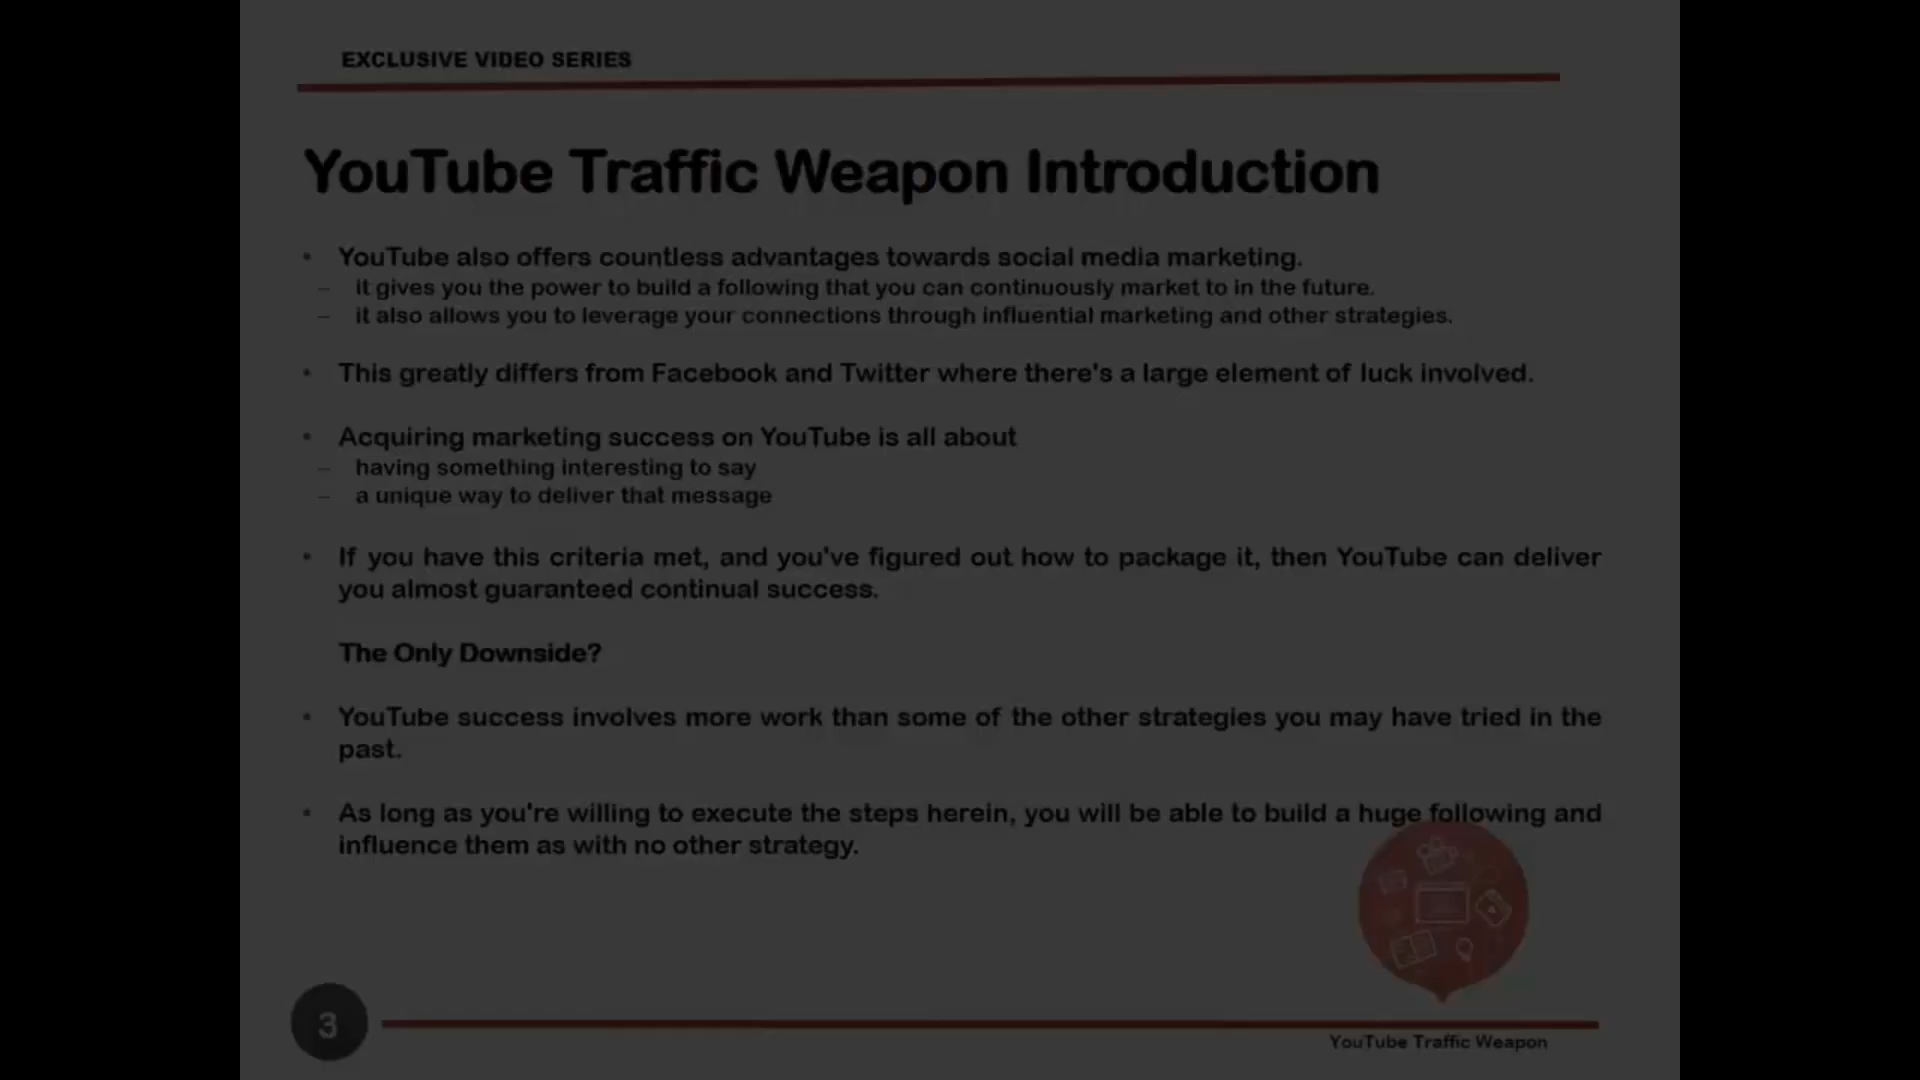 EXCLUSIVE VIDEO SERIES
YouTube Traffic Weapon Introduction
• YouTube also offers countless advantages towards social media marketing.
– it gives you the power to build a following that you can continuously market to in the future.
– it also allows you to leverage your connections through influential marketing and other strategies.
• This greatly differs from Facebook and Twitter where there's a large element of luck involved.
• Acquiring marketing success on YouTube is all about
– having something interesting to say
– a unique way to deliver that message
• If you have this criteria met, and you've figured out how to package it, then YouTube can deliver
you almost guaranteed continual success.
The Only Downside?
• YouTube success involves more work than some of the other strategies you may have tried in the
past.
• As long as you're willing to execute the steps herein, you will be able to build a huge following and
influence them as with no other strategy.
3
YouTube Traffic Weapon